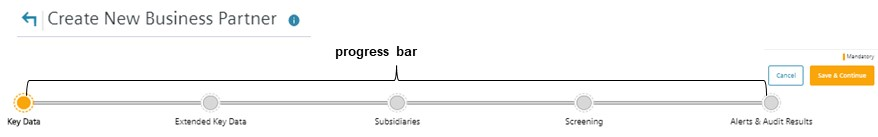 Create New Business Partner
progress bar
Mandatory
Cancel
Save & Continue
Key Data
Extended Key Data
Subsidiaries
Screening
Alerts & Audit Results